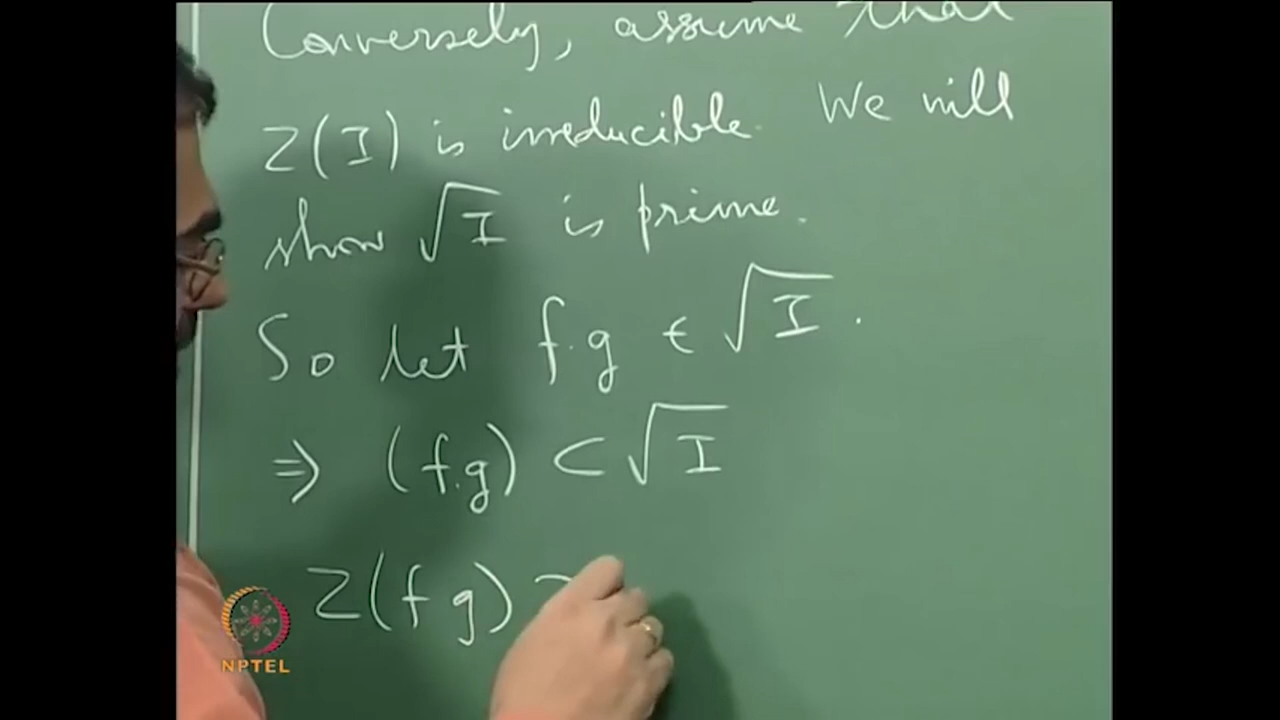 Conversely, assume that
Z(I) is irreducible. We will
show √I is prime.
So let f.g ∈ √I.
⇒ (f.g) ⊂ √I
Z(fg)
NPTEL